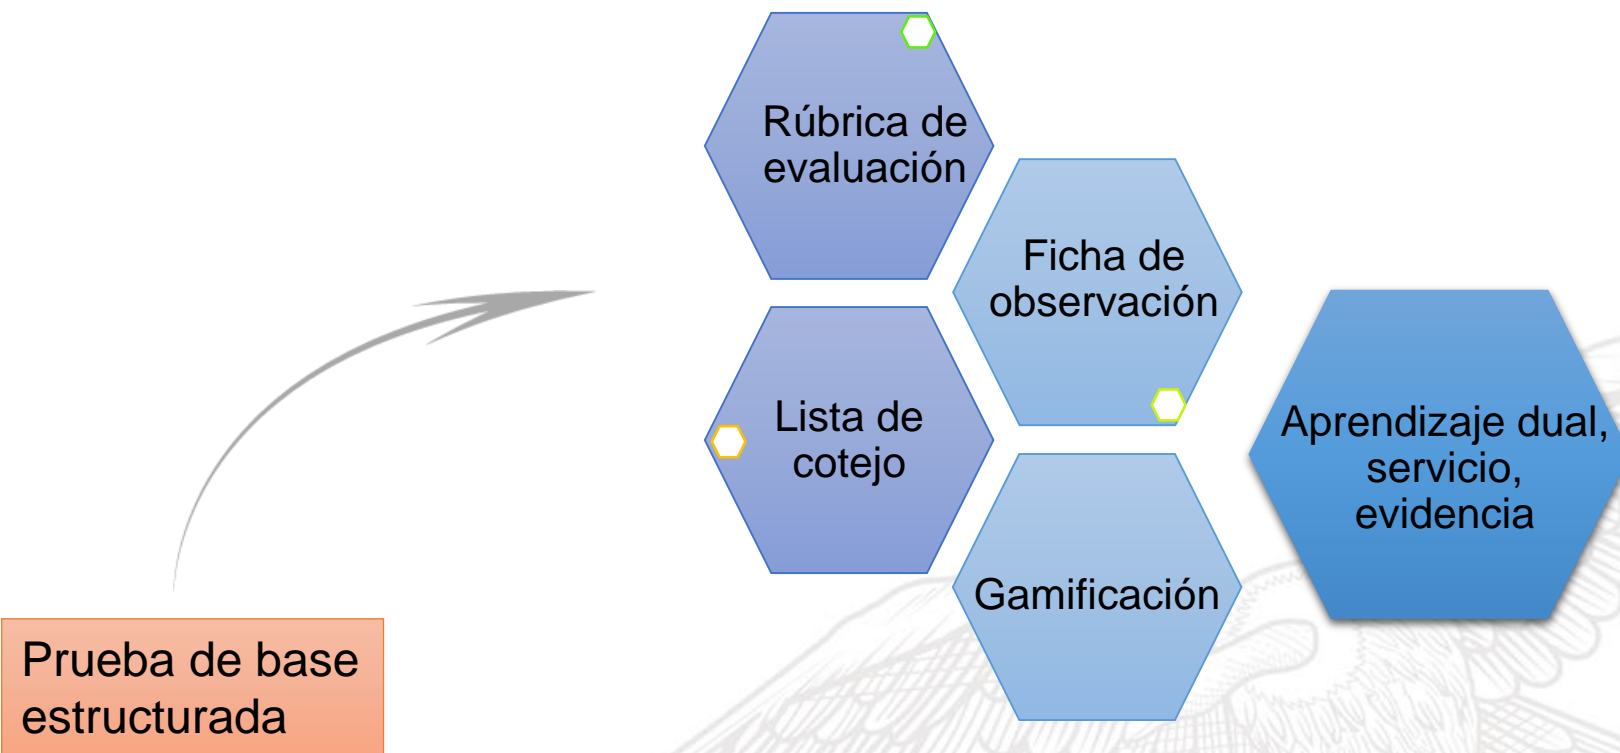 Rúbrica de
evaluación
Ficha de
observación
Lista de
cotejo
Aprendizaje dual,
servicio,
evidencia
Gamificación
Prueba de base
estructurada